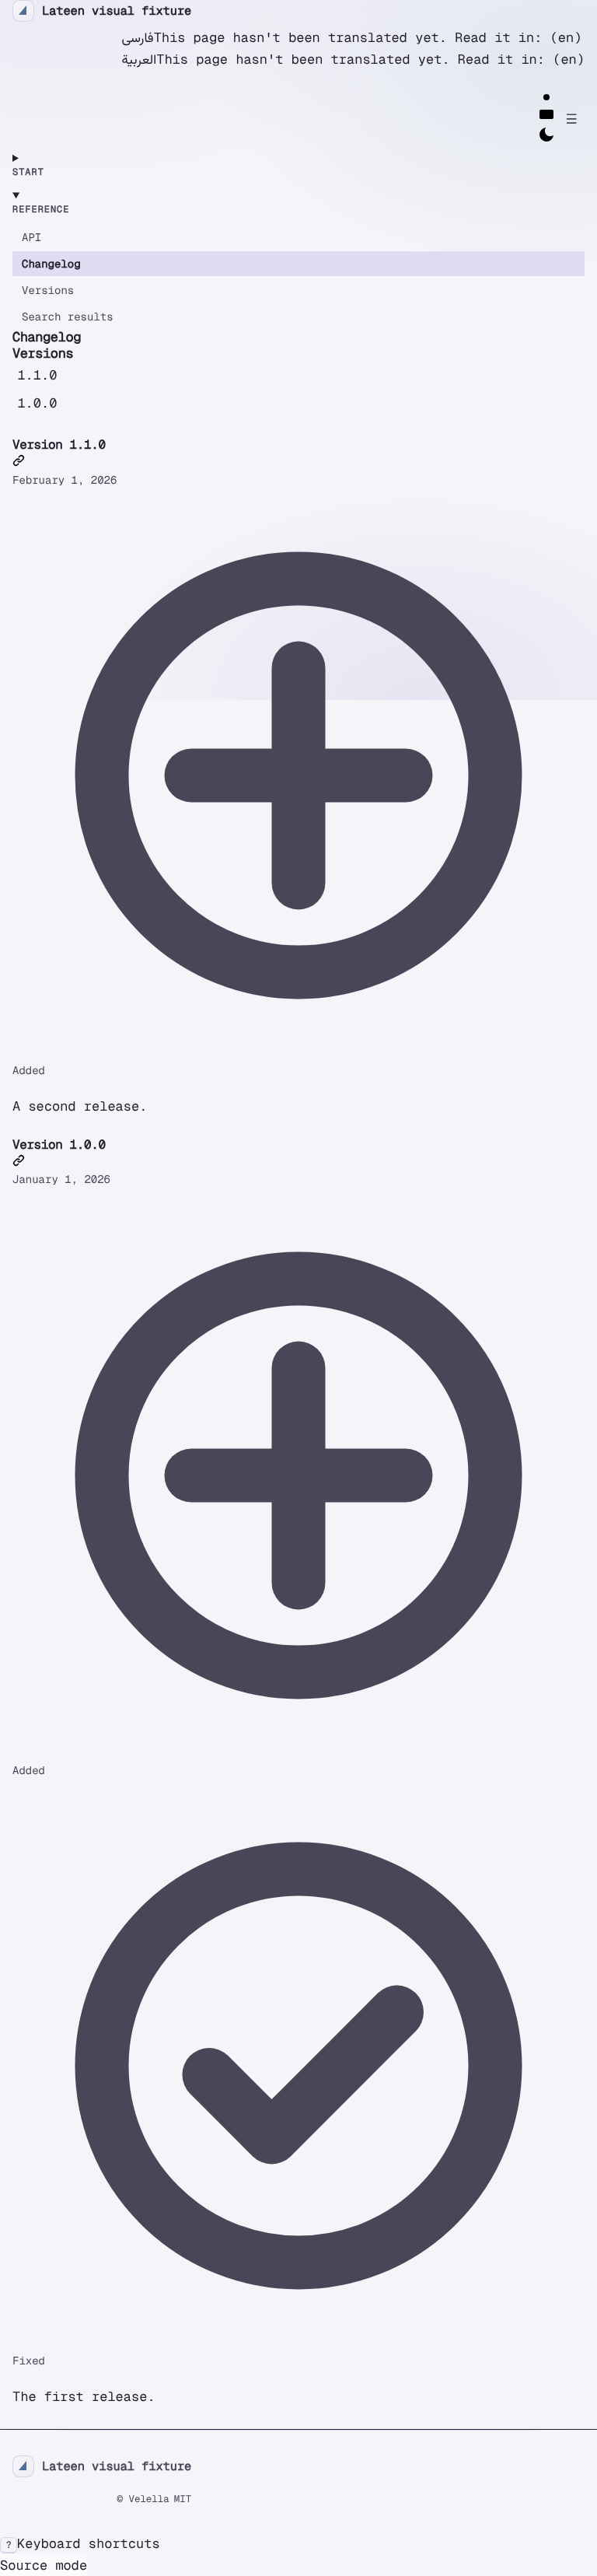 Lateen visual fixture
فارسیThis page hasn't been translated yet. Read it in: (en)
العربيةThis page hasn't been translated yet. Read it in: (en)
START
REFERENCE
API
Changelog
Versions
Search results
Changelog
Versions
1.1.0
1.0.0
Version 1.1.0
February 1, 2026
Added
A second release.
Version 1.0.0
January 1, 2026
Added
Fixed
The first release.
Lateen visual fixture
© Velella MIT
?Keyboard shortcuts
Source mode